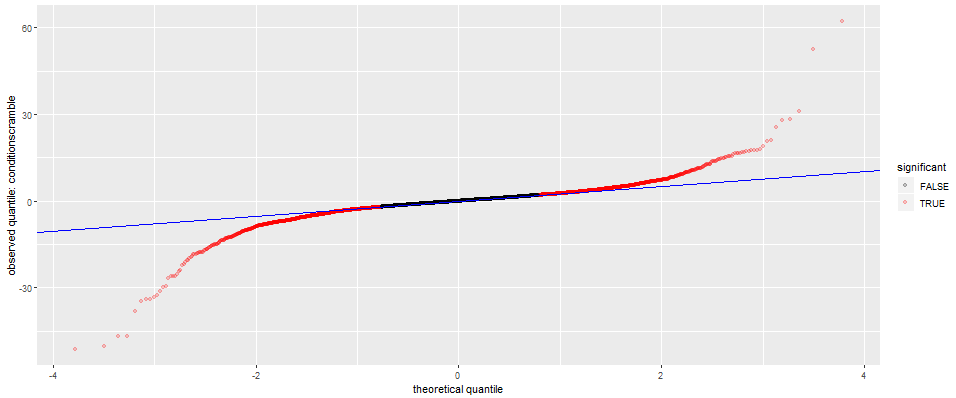 60
30
0
-30
-4
-2
0
2
4
theoretical quantile
observed quantile: conditionscramble
significant
FALSE
TRUE